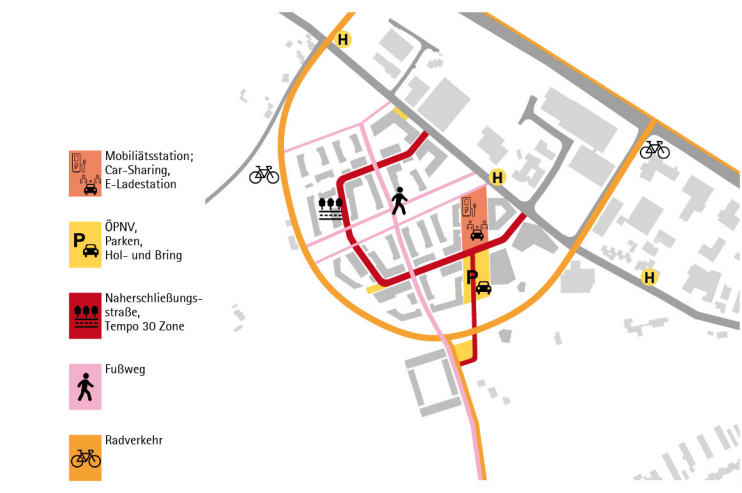 H
Mobiliätsstation;
Car-Sharing,
E-Ladestation
H
ÖPNV,
Parken,
Hol- und Bring
P
P
H
Naherschließungs-
straße,
Tempo 30 Zone
Fußweg
Radverkehr